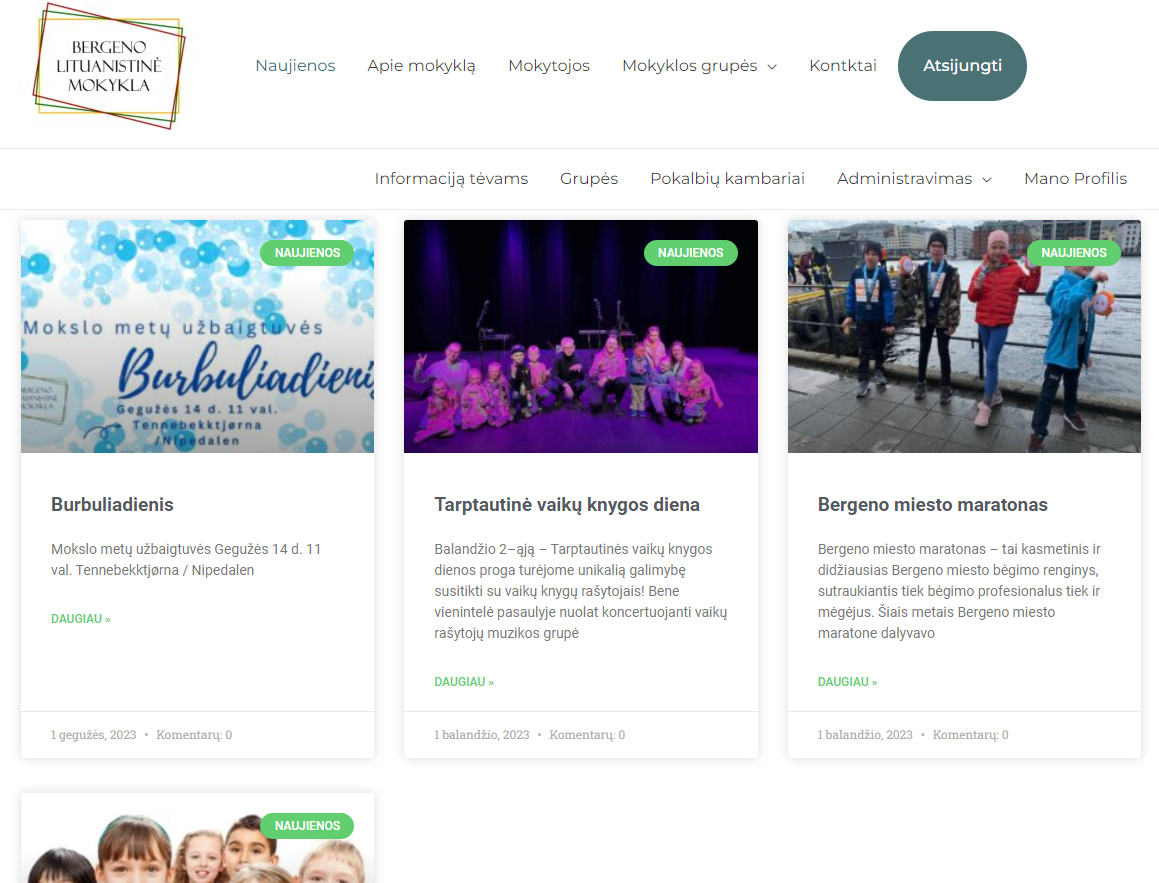 BERGENO
LITUANISTINĖ
MOKYKLA
Naujienos Apie mokyklą Mokytojos Mokyklos grupės Kontktai Atsijungti
Informaciją tėvams Grupės Pokalbių kambariai Administravimas Mano Profilis
NAUJIENOS
Mokslo metų užbaigtuvės
Burbuliadienis
Gegužės 14 d. 11 val.
Tennebekktjørna
/Nipedalen
BERGENO
LITUANISTINĖ
MOKYKLA
Burbuliadienis
Mokslo metų užbaigtuvės Gegužės 14 d. 11
val. Tennebekktjørna / Nipedalen
DAUGIAU »
1 gegužės, 2023 • Komentarų: 0
NAUJIENOS
Tarptautinė vaikų knygos diena
Balandžio 2–ąją – Tarptautinės vaikų knygos
dienos proga turėjome unikalią galimybę
susitikti su vaikų knygų rašytojais! Bene
vienintelė pasaulyje nuolat koncertuojanti vaikų
rašytojų muzikos grupė
DAUGIAU »
1 balandžio, 2023 • Komentarų: 0
NAUJIENOS
Bergeno miesto maratonas
Bergeno miesto maratonas – tai kasmetinis ir
didžiausias Bergeno miesto bėgimo renginys,
sutraukiantis tiek bėgimo profesionalus tiek ir
mėgėjus. Šiais metais Bergeno miesto
maratone dalyvavo
DAUGIAU »
1 balandžio, 2023 • Komentarų: 0
NAUJIENOS